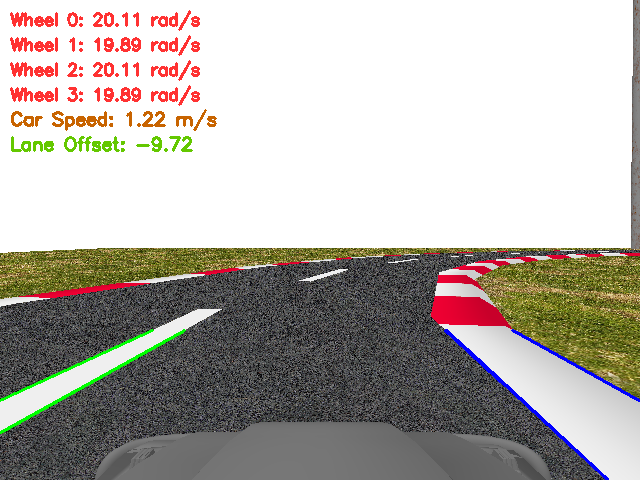 Wheel 0: 20.11 rad/s
Wheel 1: 19.89 rad/s
Wheel 2: 20.11 rad/s
Wheel 3: 19.89 rad/s
Car Speed: 1.22 m/s
Lane Offset: -9.72